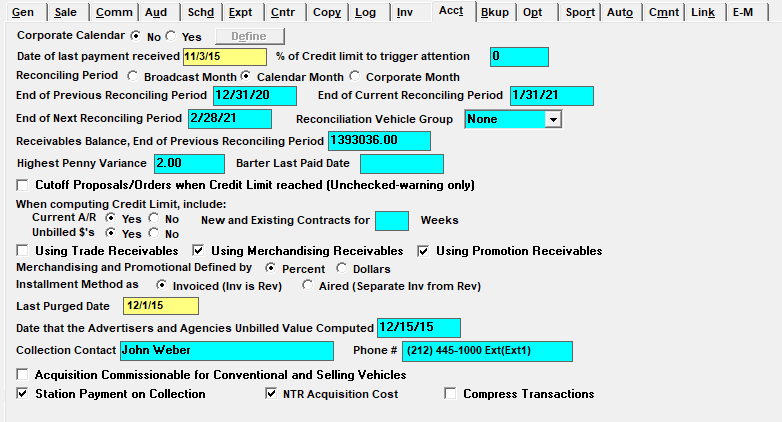 Gen Sale Comm Aud Schd Expt Cntr Copy Log Inv Acct Bkup Opt Sport Auto Cmnt Link E-M
Corporate Calendar No Yes Define
Date of last payment received 11/3/15 % of Credit limit to trigger attention 0
Reconciling Period Broadcast Month Calendar Month Corporate Month
End of Previous Reconciling Period 12/31/20 End of Current Reconciling Period 1/31/21
End of Next Reconciling Period 2/28/21 Reconciliation Vehicle Group None
Receivables Balance, End of Previous Reconciling Period 1393036.00
Highest Penny Variance 2.00 Barter Last Paid Date
Cutoff Proposals/Orders when Credit Limit reached (Unchecked-warning only)
When computing Credit Limit, include:
Current A/R Yes No New and Existing Contracts for Weeks
Unbilled $'s Yes No
Using Trade Receivables Using Merchandising Receivables Using Promotion Receivables
Merchandising and Promotional Defined by Percent Dollars
Installment Method as Invoiced (Inv is Rev) Aired (Separate Inv from Rev)
Last Purged Date 12/1/15
Date that the Advertisers and Agencies Unbilled Value Computed 12/15/15
Collection Contact John Weber Phone # (212) 445-1000 Ext(Ext1)
Acquisition Commissionable for Conventional and Selling Vehicles
Station Payment on Collection NTR Acquisition Cost Compress Transactions